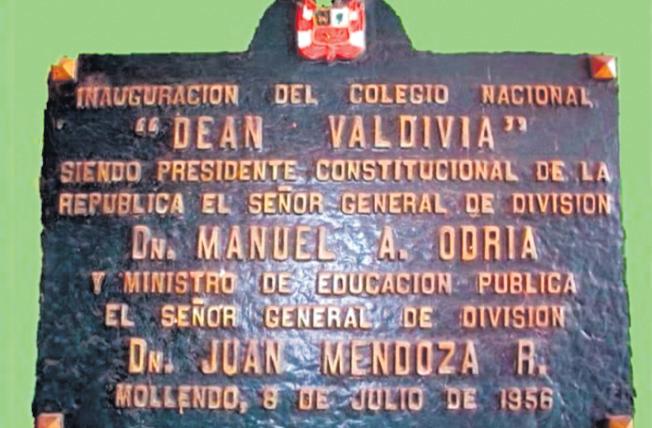 INAUGURACION DEL COLEGIO NACIONAL
"DEAN VALDIVIA"
SIENDO PRESIDENTE CONSTITUCIONAL DE LA
REPUBLICA EL SEÑOR GENERAL DE DIVISION
DN. MANUEL A. ODRIA
Y MINISTRO DE EDUCACION PUBLICA
EL SEÑOR GENERAL DE DIVISION
DN. JUAN MENDOZA R.
MOLLENDO, 8 DE JULIO DE 1956